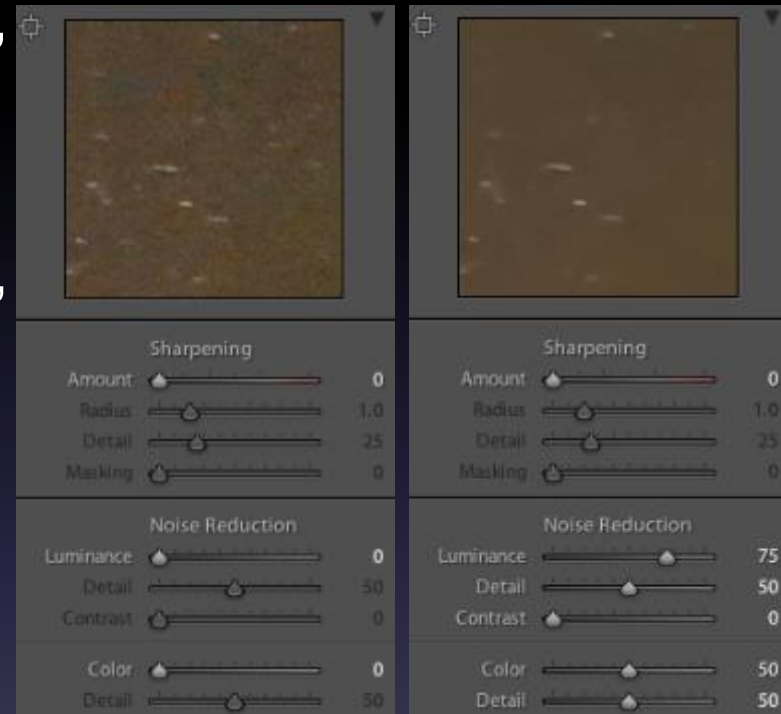 ,
,
Sharpening
Amount 0
Radius 1.0
Detail 25
Masking 0
Noise Reduction
Luminance 0
Detail 50
Contrast 0
Color 0
Detail 50
Sharpening
Amount 0
Radius 1.0
Detail 25
Masking 0
Noise Reduction
Luminance 75
Detail 50
Contrast 0
Color 50
Detail 50